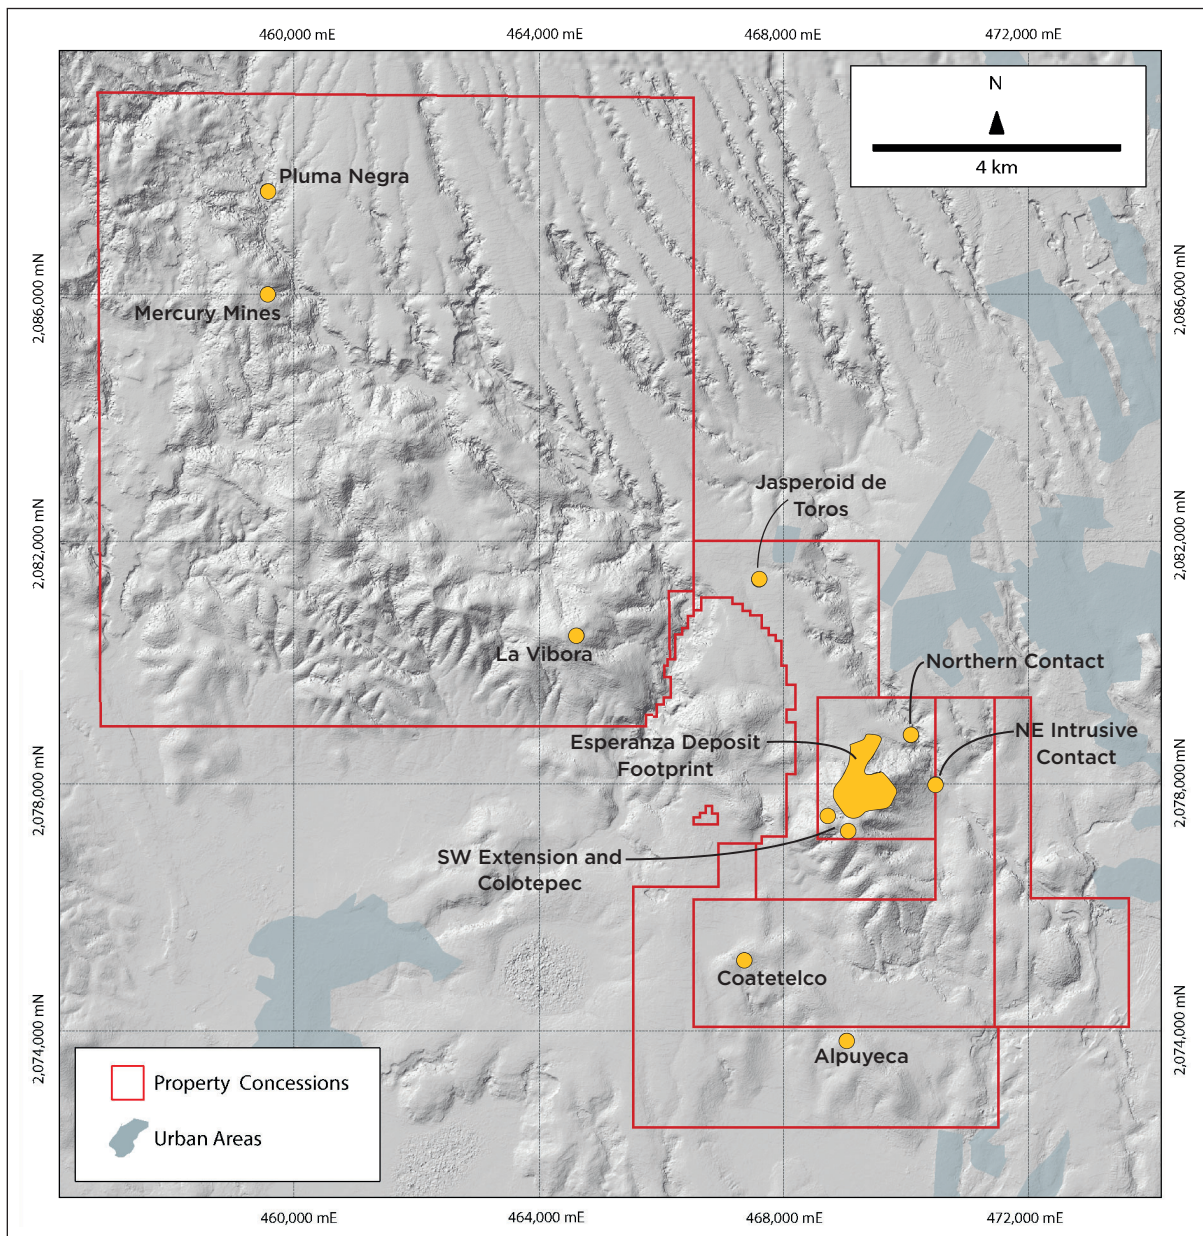 460,000 mE
464,000 mE
468,000 mE
472,000 mE
N
4 km
Pluma Negra
2,086,000 mN
2,086,000 mN
Mercury Mines
Jasperoid de
Toros
2,082,000 mN
2,082,000 mN
La Vibora
Northern Contact
Esperanza Deposit
Footprint
NE Intrusive
Contact
2,078,000 mN
2,078,000 mN
SW Extension and
Colotepec
Coatetelco
2,074,000 mN
2,074,000 mN
Alpuyeca
Property Concessions
Urban Areas
460,000 mE
464,000 mE
468,000 mE
472,000 mE